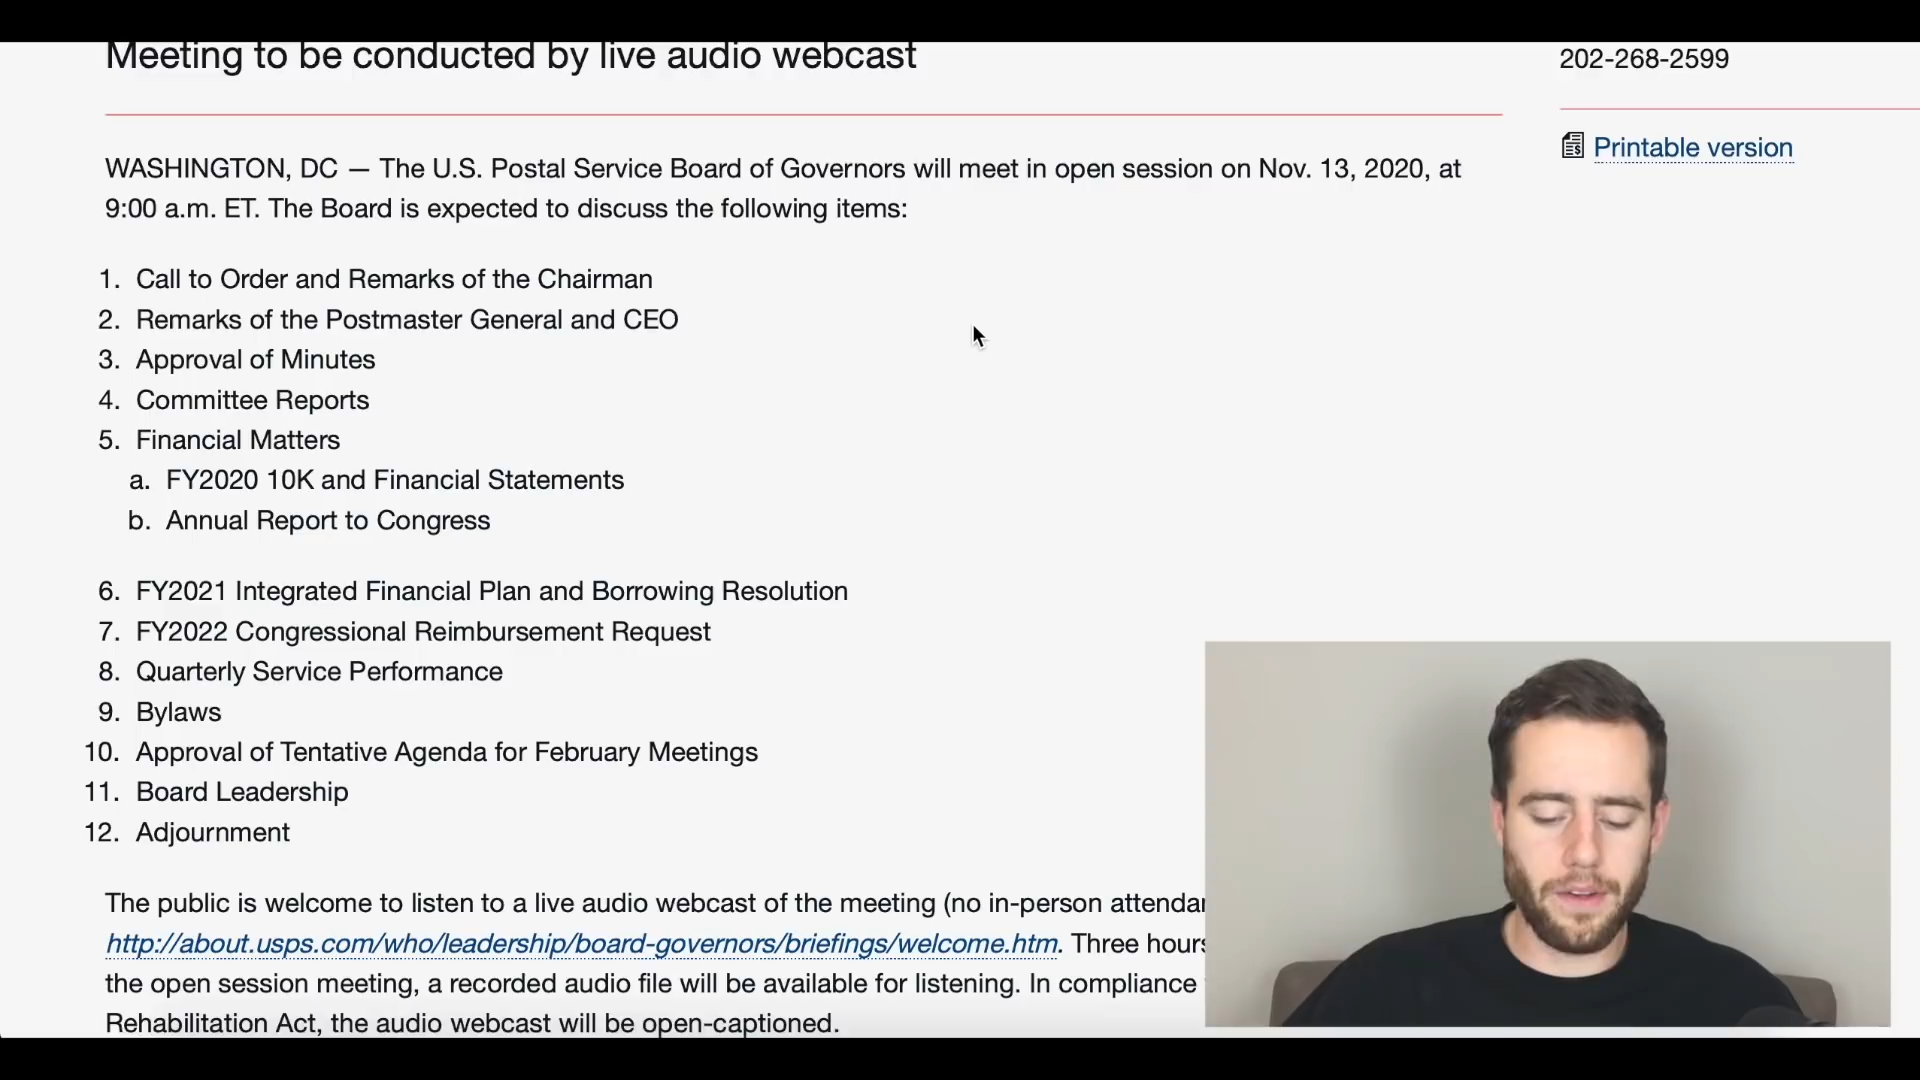 Meeting to be conducted by live audio webcast
202-268-2599
Printable version
WASHINGTON, DC — The U.S. Postal Service Board of Governors will meet in open session on Nov. 13, 2020, at
9:00 a.m. ET. The Board is expected to discuss the following items:
1. Call to Order and Remarks of the Chairman
2. Remarks of the Postmaster General and CEO
3. Approval of Minutes
4. Committee Reports
5. Financial Matters
a. FY2020 10K and Financial Statements
b. Annual Report to Congress
6. FY2021 Integrated Financial Plan and Borrowing Resolution
7. FY2022 Congressional Reimbursement Request
8. Quarterly Service Performance
9. Bylaws
10. Approval of Tentative Agenda for February Meetings
11. Board Leadership
12. Adjournment
The public is welcome to listen to a live audio webcast of the meeting (no in-person
http://about.usps.com/who/leadership/board-governors/briefings/welcome.htm. Three hours
the open session meeting, a recorded audio file will be available for listening. In compliance
Rehabilitation Act, the audio webcast will be open-captioned.